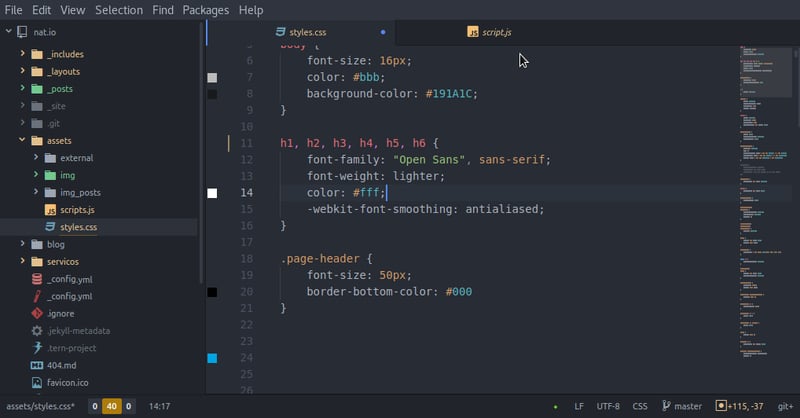 File Edit View Selection Find Packages Help
nat.io
_includes
_layouts
_posts
_site
.git
assets
external
img
img_posts
scripts.js
styles.css
blog
servicos
_config.yml
_config.yml
.ignore
.jekyll-metadata
.tern-project
404.md
favicon.ico
styles.css
script.js
5 body {
6 font-size: 16px;
7 color: #bbb;
8 background-color: #191A1C;
9 }
10
11 h1, h2, h3, h4, h5, h6 {
12 font-family: "Open Sans", sans-serif;
13 font-weight: lighter;
14 color: #fff;
15 -webkit-font-smoothing: antialiased;
16 }
17
18 .page-header {
19 font-size: 50px;
20 border-bottom-color: #000
21 }
24
26
assets/styles.css* 0 40 0 14:17 LF UTF-8 CSS master +115, -37 git+